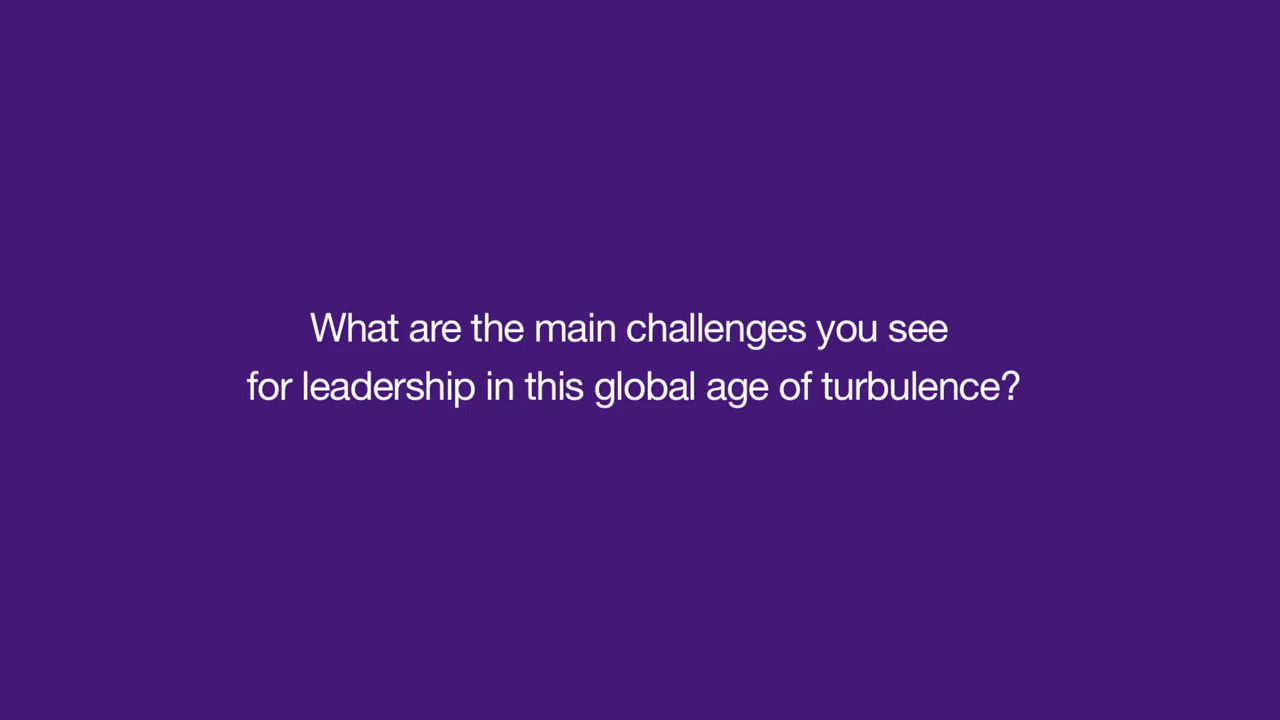 What are the main challenges you see
for leadership in this global age of turbulence?